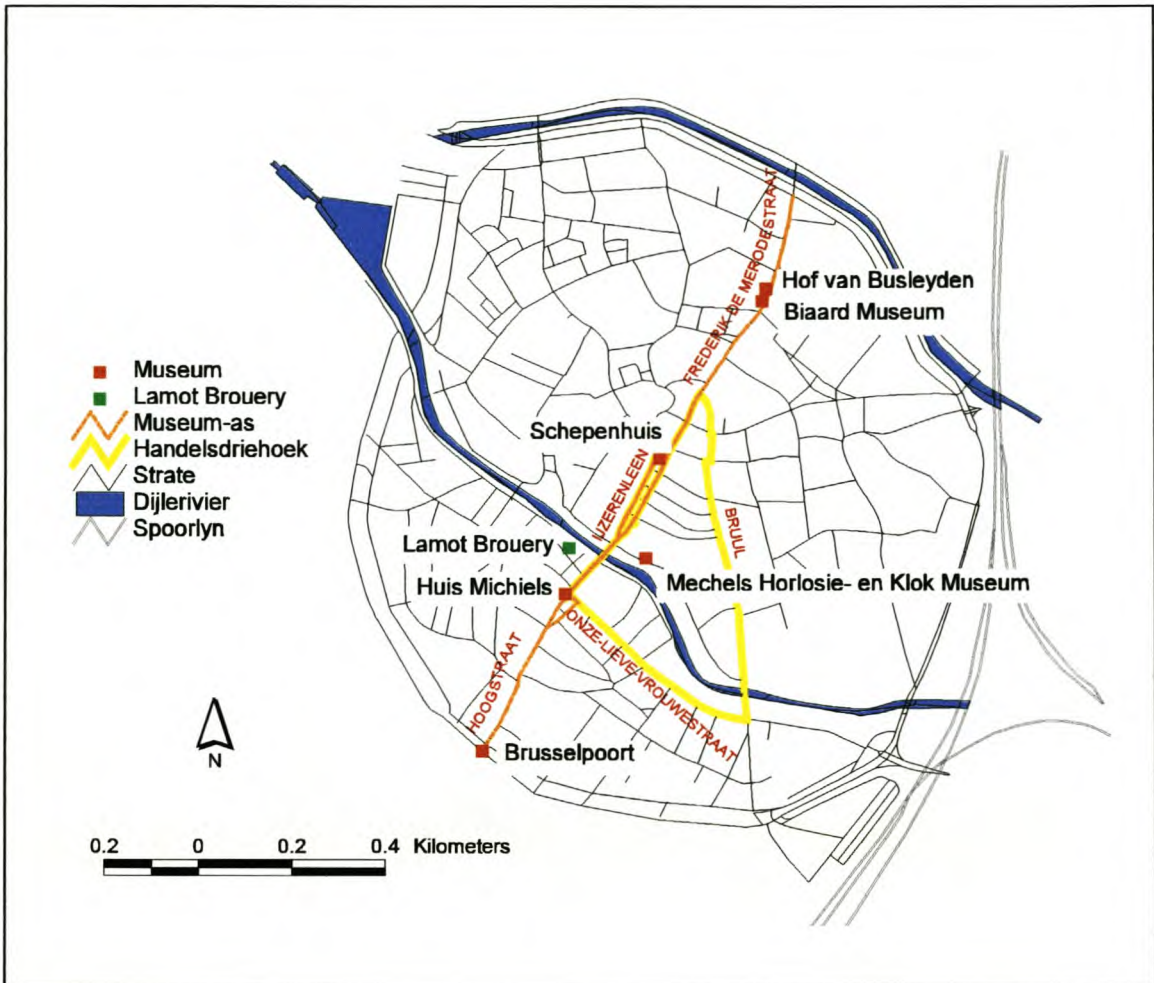 FREDERIK DE MERODESTRAAT
Hof van Busleyden
Biaard Museum
Museum
Lamot Brouery
Museum-as
Handelsdriehoek
Strate
Dijlerivier
Spoorlyn
Schepenhuis
IJZERENLEEN
BRUUL
Lamot Brouery
Huis Michiels
Mechels Horlosie- en Klok Museum
ONZE-LIEVE-VROUWESTRAAT
HOOGSTRAAT
Brusselpoort
N
0.2 0 0.2 0.4 Kilometers